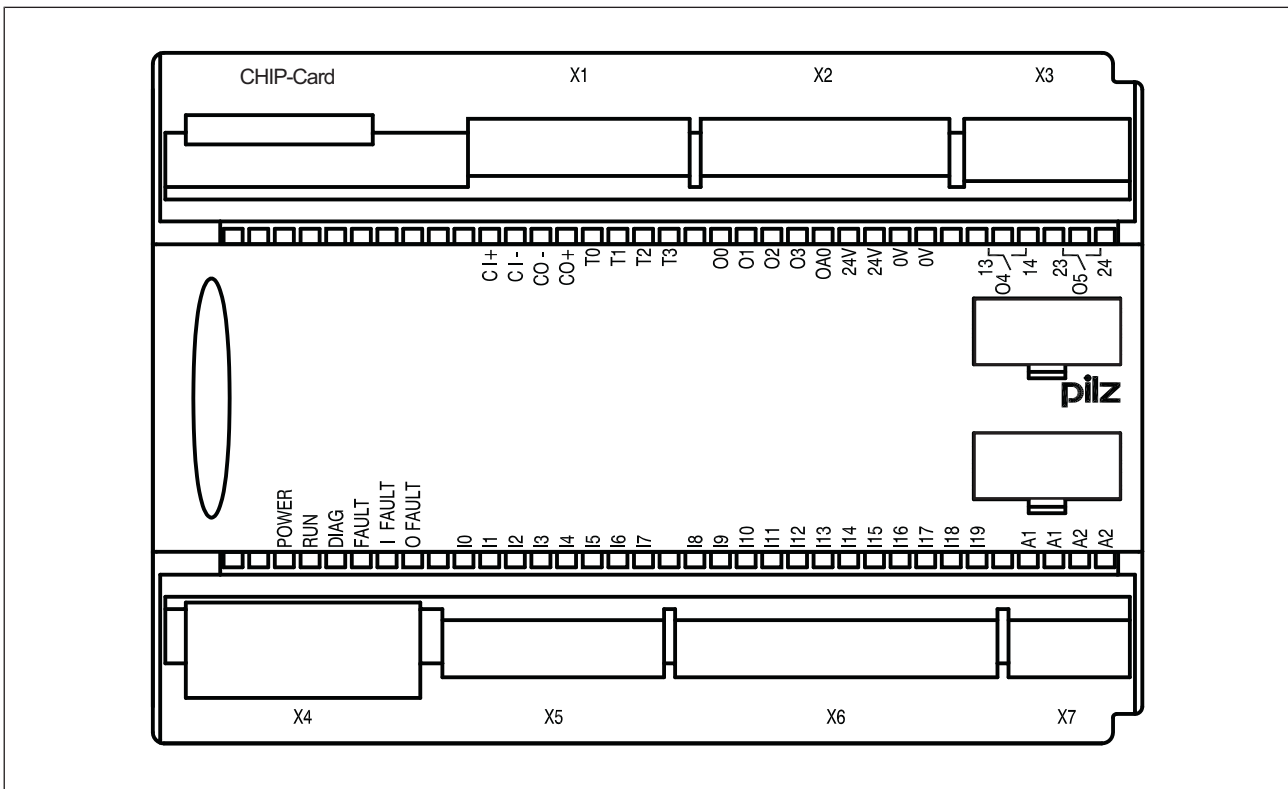 CHIP-Card
X1
X2
X3
CI+
CI-
CO-
CO+
T0
T1
T2
T3
O0
O1
O2
O3
OA0
24V
24V
0V
0V
13
O4
14
23
O5
24
pilz
POWER
RUN
DIAG
FAULT
I FAULT
O FAULT
I0
I1
I2
I3
I4
I5
I6
I7
I8
I9
I10
I11
I12
I13
I14
I15
I16
I17
I18
I19
A1
A1
A2
A2
X4
X5
X6
X7